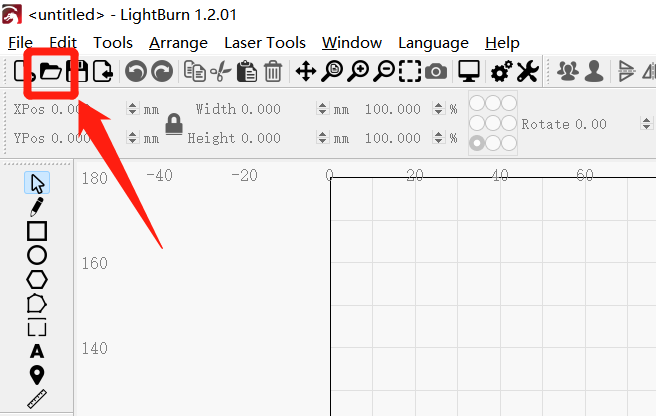 <untitled> - LightBurn 1.2.01
File Edit Tools Arrange Laser Tools Window Language Help
XPos 0.000 mm Width 0.000 mm 100.000 %
YPos 0.000 mm Height 0.000 mm 100.000 %
Rotate 0.00
180 -40 -20 0 20 40 60
160
140